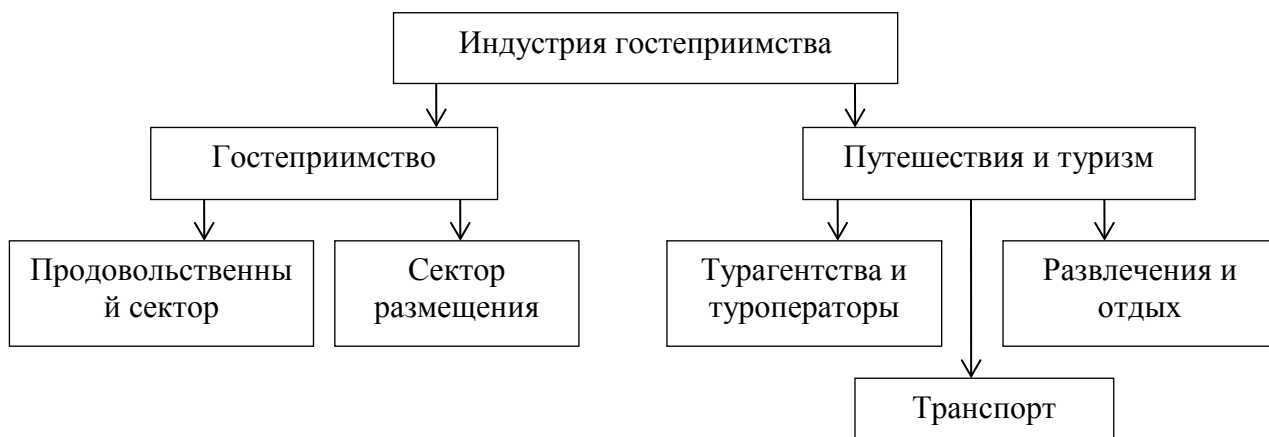 Индустрия гостеприимства
Гостеприимство
Путешествия и туризм
Продовольственны
й сектор
Сектор
размещения
Турагентства и
туроператоры
Развлечения и
отдых
Транспорт